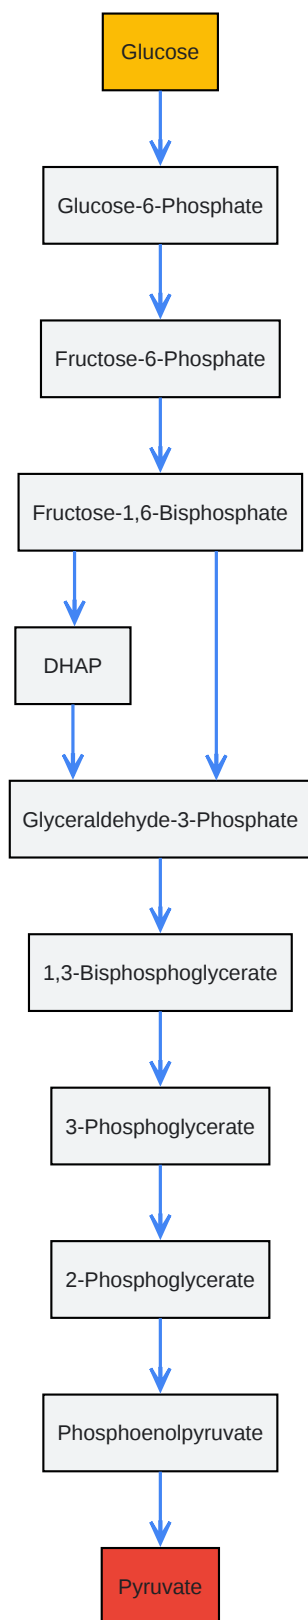 Glucose
Glucose-6-Phosphate
Fructose-6-Phosphate
Fructose-1,6-Bisphosphate
DHAP
Glyceraldehyde-3-Phosphate
1,3-Bisphosphoglycerate
3-Phosphoglycerate
2-Phosphoglycerate
Phosphoenolpyruvate
Pyruvate